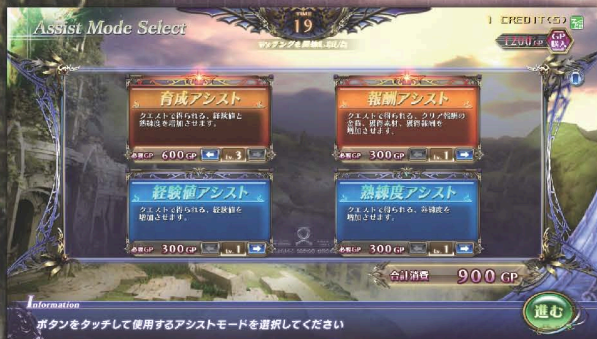 Assist Mode Select
TIME
19
1 CREDIT(S)
1200 GP
GP
購入
育成アシスト
クエストで得られる、経験値と
熟練度を増加させます。
必要GP 600 GP Lv. 3
報酬アシスト
クエストで得られる、クリア報酬の
金貨、獲得素材、獲得報酬を
増加させます。
必要GP 300 GP Lv. 1
経験値アシスト
クエストで得られる、経験値を
増加させます。
必要GP 300 GP Lv. 1
熟練度アシスト
クエストで得られる、熟練度を
増加させます。
必要GP 300 GP Lv. 1
合計消費 900 GP
Information
ボタンをタッチして使用するアシストモードを選択してください
進む